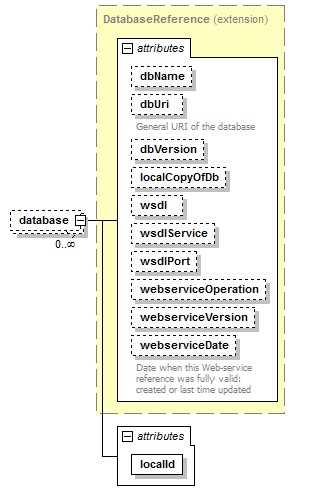 DatabaseReference (extension)
attributes
dbName
dbUri
General URI of the database
dbVersion
localCopyOfDb
wsdl
database
wsdlService
0..∞
wsdlPort
webserviceOperation
webserviceVersion
webserviceDate
Date when this Web-service
reference was fully valid:
created or last time updated
attributes
localId